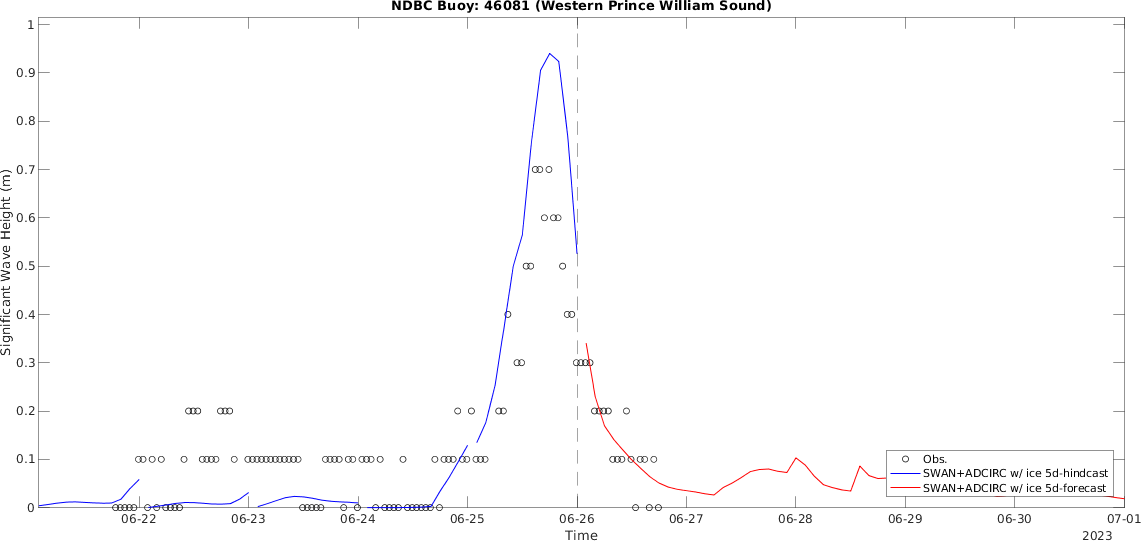 NDBC Buoy: 46081 (Western Prince William Sound)
Significant Wave Height (m)
1
0.9
0.8
0.7
0.6
0.5
0.4
0.3
0.2
0.1
0
Obs.
SWAN+ADCIRC w/ ice 5d-hindcast
SWAN+ADCIRC w/ ice 5d-forecast
06-22 06-23 06-24 06-25 06-26 06-27 06-28 06-29 06-30 07-01
Time
2023